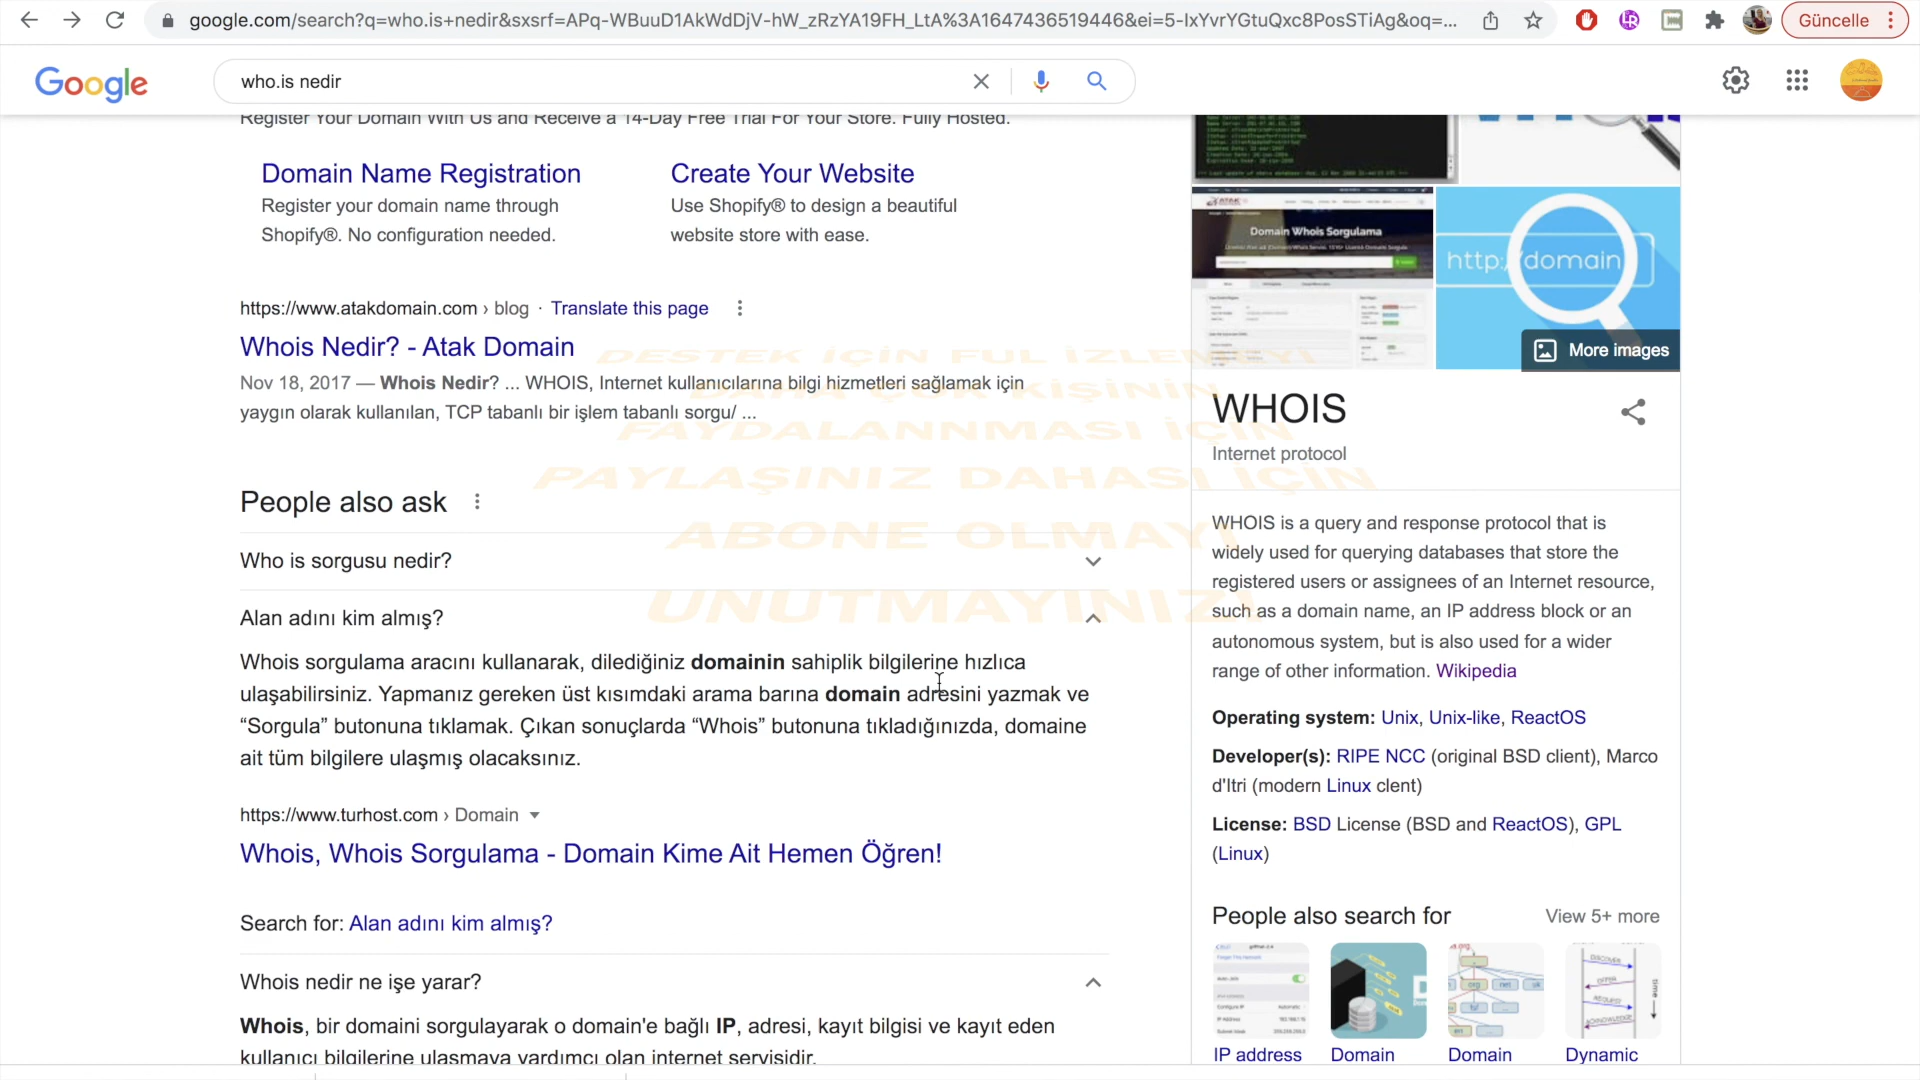 google.com/search?q=who.is+nedir&sxsrf=APq-WBuuD1AkWdDjV-hW_zRzYA19FH_LtA%3A1647436519446&ei=5-IxYvrYGtuQxc8PosSTiAg&oq=...
Güncelle
Google
who.is nedir
Register Your Domain With Us and Receive a 14-Day Free Trial For Your Store. Fully Hosted.
Domain Name Registration
Register your domain name through
Shopify®. No configuration needed.
Create Your Website
Use Shopify® to design a beautiful
website store with ease.
https://www.atakdomain.com › blog · Translate this page
Whois Nedir? - Atak Domain
Nov 18, 2017 — Whois Nedir? ... WHOIS, Internet kullanıcılarına bilgi hizmetleri sağlamak için
yaygın olarak kullanılan, TCP tabanlı bir işlem tabanlı sorgu/ ...
DESTEK İÇİN FUL İZLEMEYİ
DAHA ÇOK KİŞİNİN
FAYDALANNMASI İÇİN
PAYLAŞINIZ DAHASI İÇİN
ABONE OLMAYI
UNUTMAYINIZ!
People also ask
Who is sorgusu nedir?
Alan adını kim almış?
Whois sorgulama aracını kullanarak, dilediğiniz domainin sahiplik bilgilerine hızlıca
ulaşabilirsiniz. Yapmanız gereken üst kısımdaki arama barına domain adresini yazmak ve
“Sorgula” butonuna tıklamak. Çıkan sonuçlarda “Whois” butonuna tıkladığınızda, domaine
ait tüm bilgilere ulaşmış olacaksınız.
https://www.turhost.com › Domain
Whois, Whois Sorgulama - Domain Kime Ait Hemen Öğren!
Search for: Alan adını kim almış?
Whois nedir ne işe yarar?
Whois, bir domaini sorgulayarak o domain'e bağlı IP, adresi, kayıt bilgisi ve kayıt eden
kullanıcı bilgilerine ulaşmaya yardımcı olan internet servisidir.
Domain Whois Sorgulama
http://domain
More images
WHOIS
Internet protocol
WHOIS is a query and response protocol that is
widely used for querying databases that store the
registered users or assignees of an Internet resource,
such as a domain name, an IP address block or an
autonomous system, but is also used for a wider
range of other information. Wikipedia
Operating system: Unix, Unix-like, ReactOS
Developer(s): RIPE NCC (original BSD client), Marco
d'Itri (modern Linux clent)
License: BSD License (BSD and ReactOS), GPL
(Linux)
People also search for
View 5+ more
IP address
Domain
Domain
Dynamic